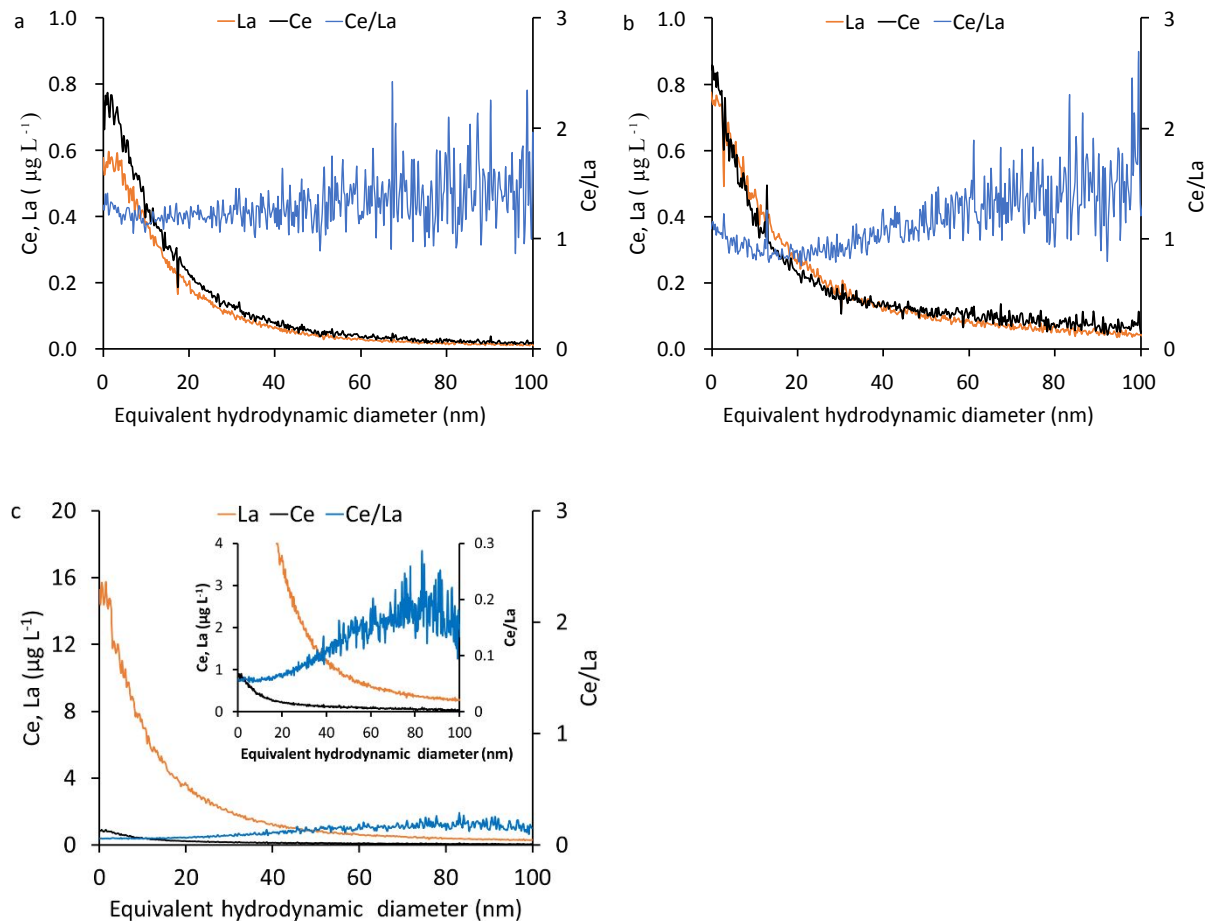 a
La Ce Ce/La
1.0
0.8
0.6
0.4
0.2
0.0
Ce, La ( µg L⁻¹)
3
2
1
0
Ce/La
0 20 40 60 80 100
Equivalent hydrodynamic diameter (nm)
b
La Ce Ce/La
1.0
0.8
0.6
0.4
0.2
0.0
Ce, La ( µg L⁻¹)
3
2
1
0
Ce/La
0 20 40 60 80 100
Equivalent hydrodynamic diameter (nm)
c
La Ce Ce/La
20
16
12
8
4
0
Ce, La (µg L⁻¹)
3
2
1
0
Ce/La
0 20 40 60 80 100
Equivalent hydrodynamic diameter (nm)
4
3
2
1
0
Ce, La (µg L⁻¹)
0.3
0.2
0.1
0
Ce/La
0 20 40 60 80 100
Equivalent hydrodynamic diameter (nm)